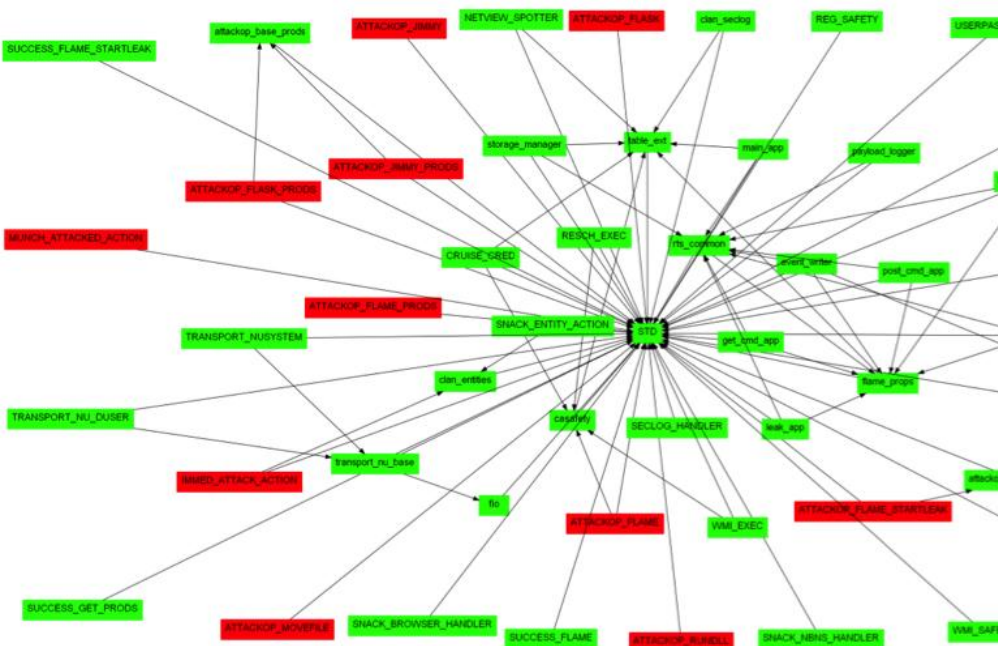 ATTACKOP_JIMMY
NETVIEW_SPOTTER
ATTACKOP_FLASK
clan_seclog
REG_SAFETY
SUCCESS_FLAME_STARTLEAK
attackop_base_prods
storage_manager
table_ext
main_app
payload_logger
ATTACKOP_JIMMY_PRODS
ATTACKOP_FLASK_PRODS
MUNCH_ATTACKED_ACTION
RESCH_EXEC
rts_common
CRUISE_CRED
event_writer
post_cmd_app
ATTACKOP_FLAME_PRODS
SNACK_ENTITY_ACTION
STD
TRANSPORT_NUSYSTEM
get_cmd_app
clan_entities
flame_props
TRANSPORT_NU_DUSER
casafety
SECLOG_HANDLER
leak_app
transport_nu_base
IMMED_ATTACK_ACTION
flo
ATTACKOP_FLAME
WMI_EXEC
ATTACKOP_FLAME_STARTLEAK
SUCCESS_GET_PRODS
ATTACKOP_MOVEFILE
SNACK_BROWSER_HANDLER
SUCCESS_FLAME
ATTACKOP_RUNDLL
SNACK_NBNS_HANDLER